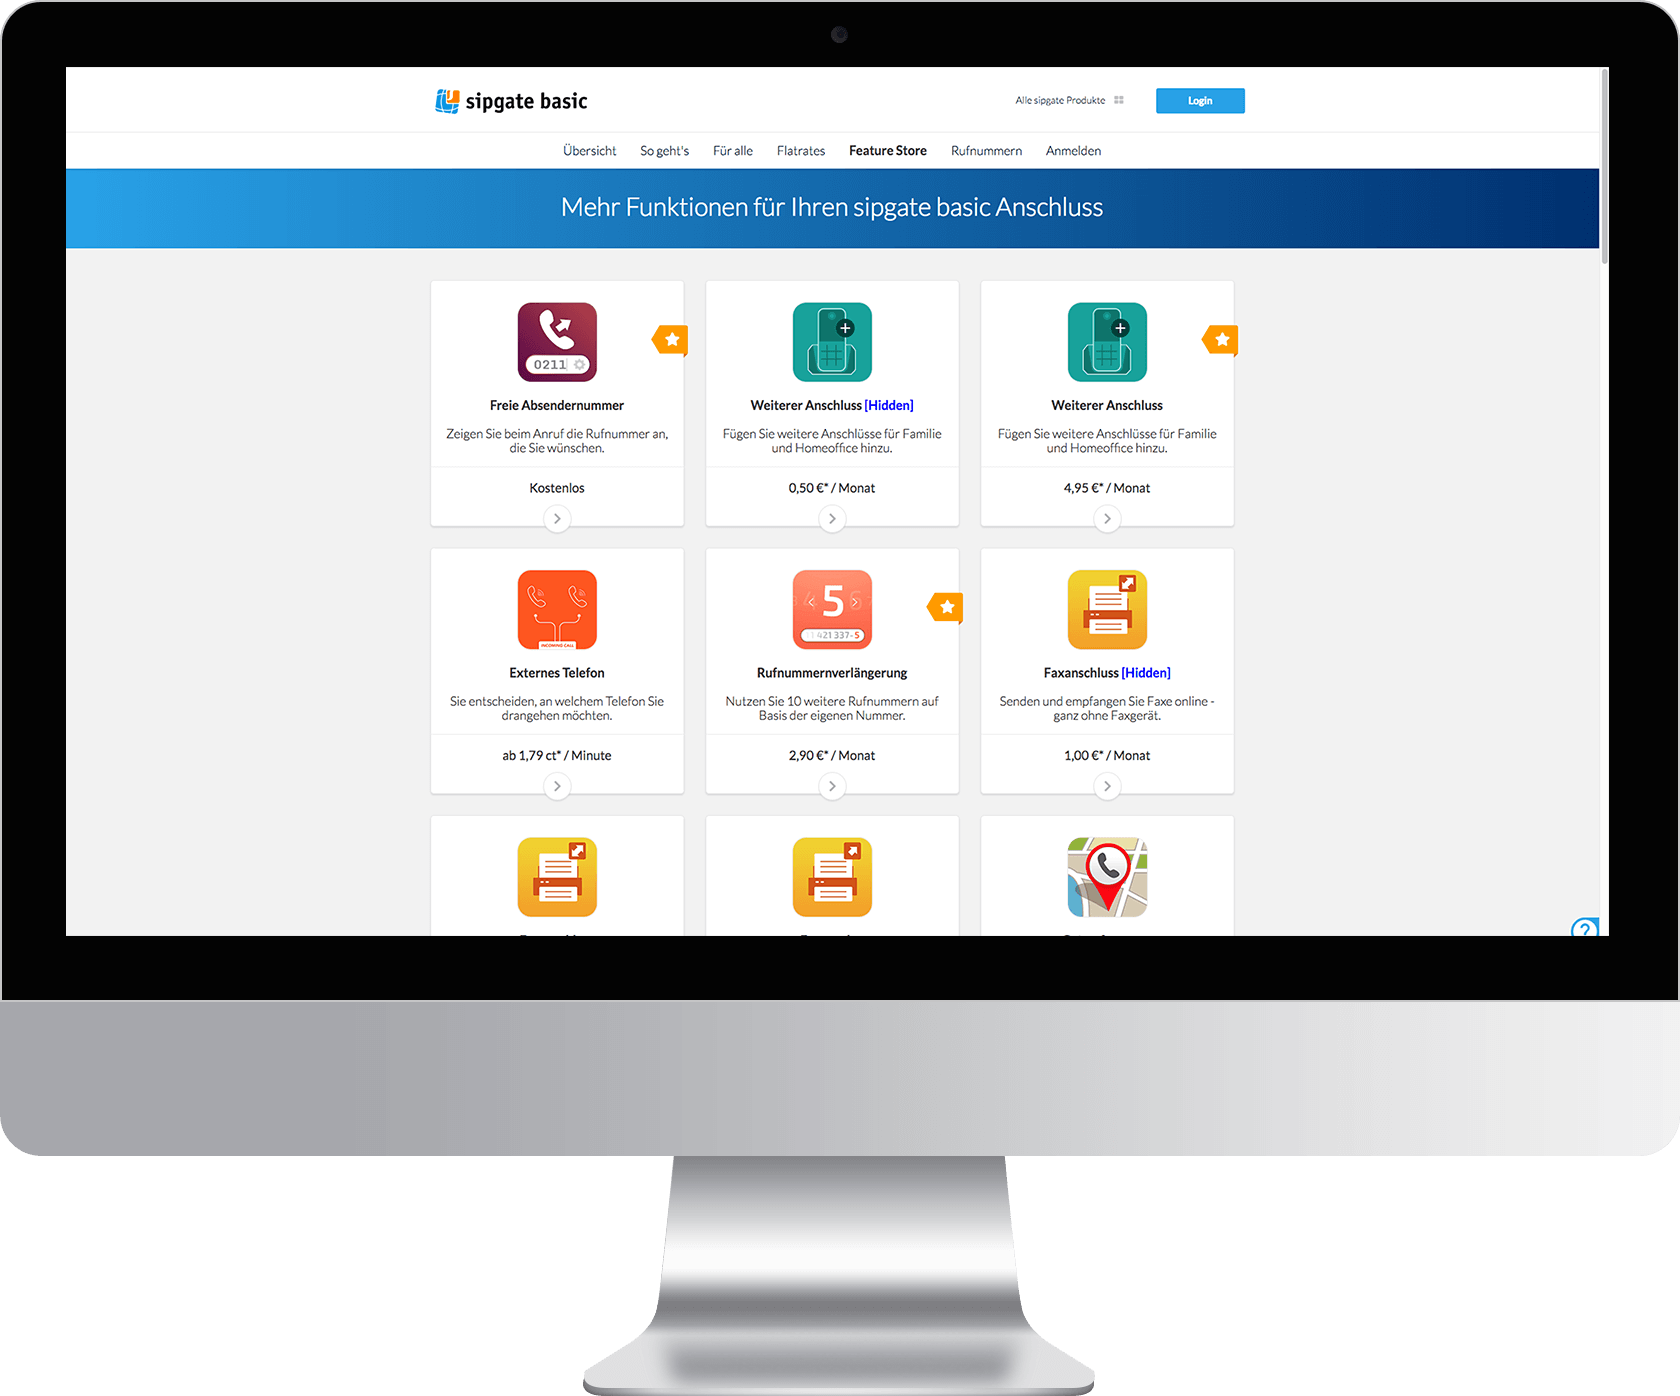 sipgate basic
Alle sipgate Produkte
Login
Übersicht So geht's Für alle Flatrates Feature Store Rufnummern Anmelden
Mehr Funktionen für Ihren sipgate basic Anschluss
0211
Freie Absendernummer
Zeigen Sie beim Anruf die Rufnummer an,
die Sie wünschen.
Kostenlos
Weiterer Anschluss [Hidden]
Fügen Sie weitere Anschlüsse für Familie
und Homeoffice hinzu.
0,50 €* / Monat
Weiterer Anschluss
Fügen Sie weitere Anschlüsse für Familie
und Homeoffice hinzu.
4,95 €* / Monat
INCOMING CALL
Externes Telefon
Sie entscheiden, an welchem Telefon Sie
drangehen möchten.
ab 1,79 ct* / Minute
4 5 6
1 421 337-5
Rufnummernverlängerung
Nutzen Sie 10 weitere Rufnummern auf
Basis der eigenen Nummer.
2,90 €* / Monat
Faxanschluss [Hidden]
Senden und empfangen Sie Faxe online -
ganz ohne Faxgerät.
1,00 €* / Monat
?